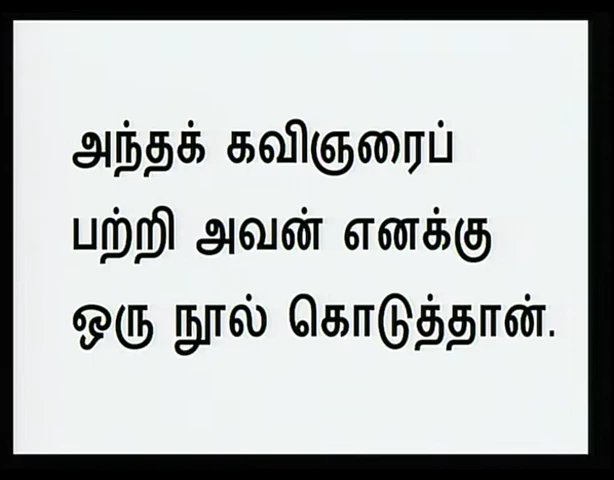 அந்தக் கவிஞரைப்
பற்றி அவன் எனக்கு
ஒரு நூல் கொடுத்தான்.